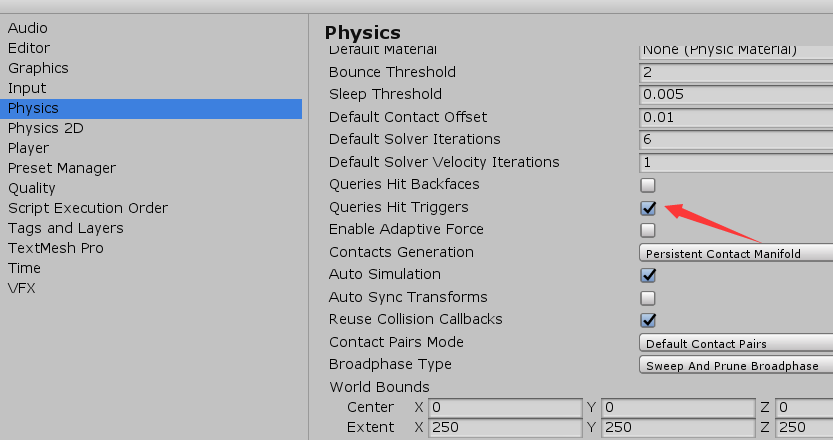 Audio
Editor
Graphics
Input
Physics
Physics 2D
Player
Preset Manager
Quality
Script Execution Order
Tags and Layers
TextMesh Pro
Time
VFX
Physics
Default Material None (Physic Material)
Bounce Threshold 2
Sleep Threshold 0.005
Default Contact Offset 0.01
Default Solver Iterations 6
Default Solver Velocity Iterations 1
Queries Hit Backfaces
Queries Hit Triggers
Enable Adaptive Force
Contacts Generation Persistent Contact Manifold
Auto Simulation
Auto Sync Transforms
Reuse Collision Callbacks
Contact Pairs Mode Default Contact Pairs
Broadphase Type Sweep And Prune Broadphase
World Bounds
Center X 0 Y 0 Z 0
Extent X 250 Y 250 Z 250